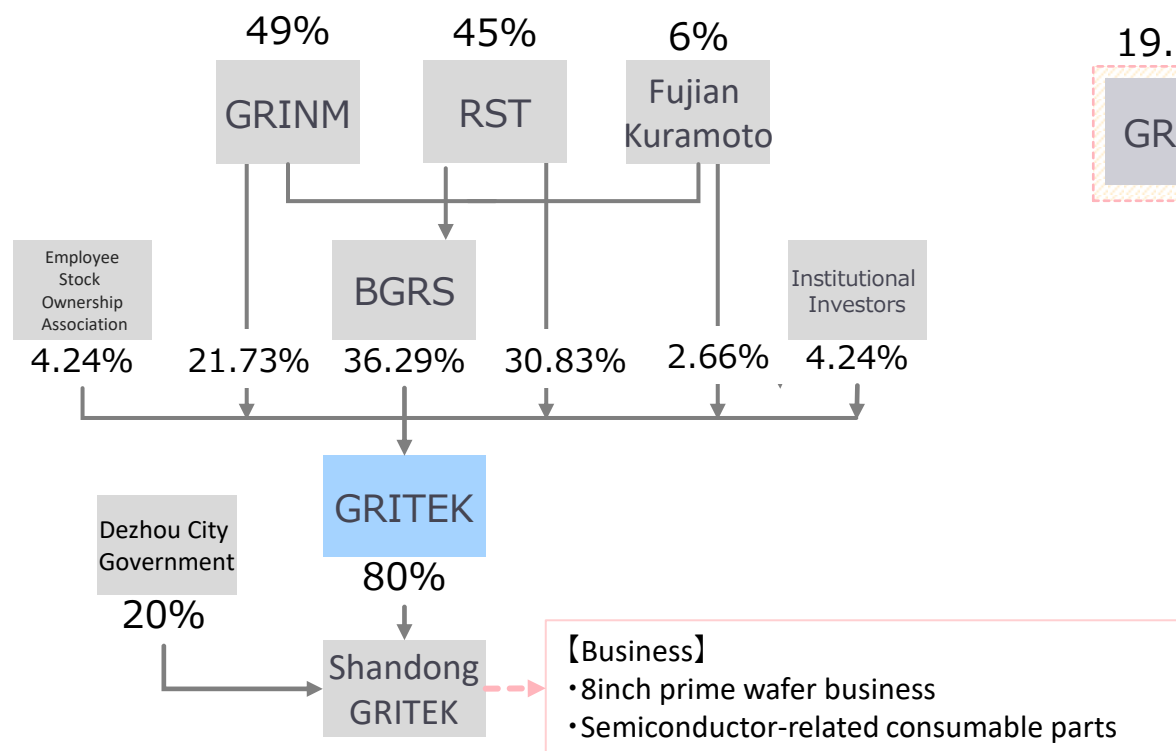 49%
45%
6%
19.
GRINM
RST
Fujian
Kuramoto
GR
Employee
Stock
Ownership
Association
BGRS
Institutional
Investors
4.24%
21.73%
36.29%
30.83%
2.66%
4.24%
GRITEK
Dezhou City
Government
80%
20%
Shandong
GRITEK
【Business】
・8inch prime wafer business
・Semiconductor-related consumable parts